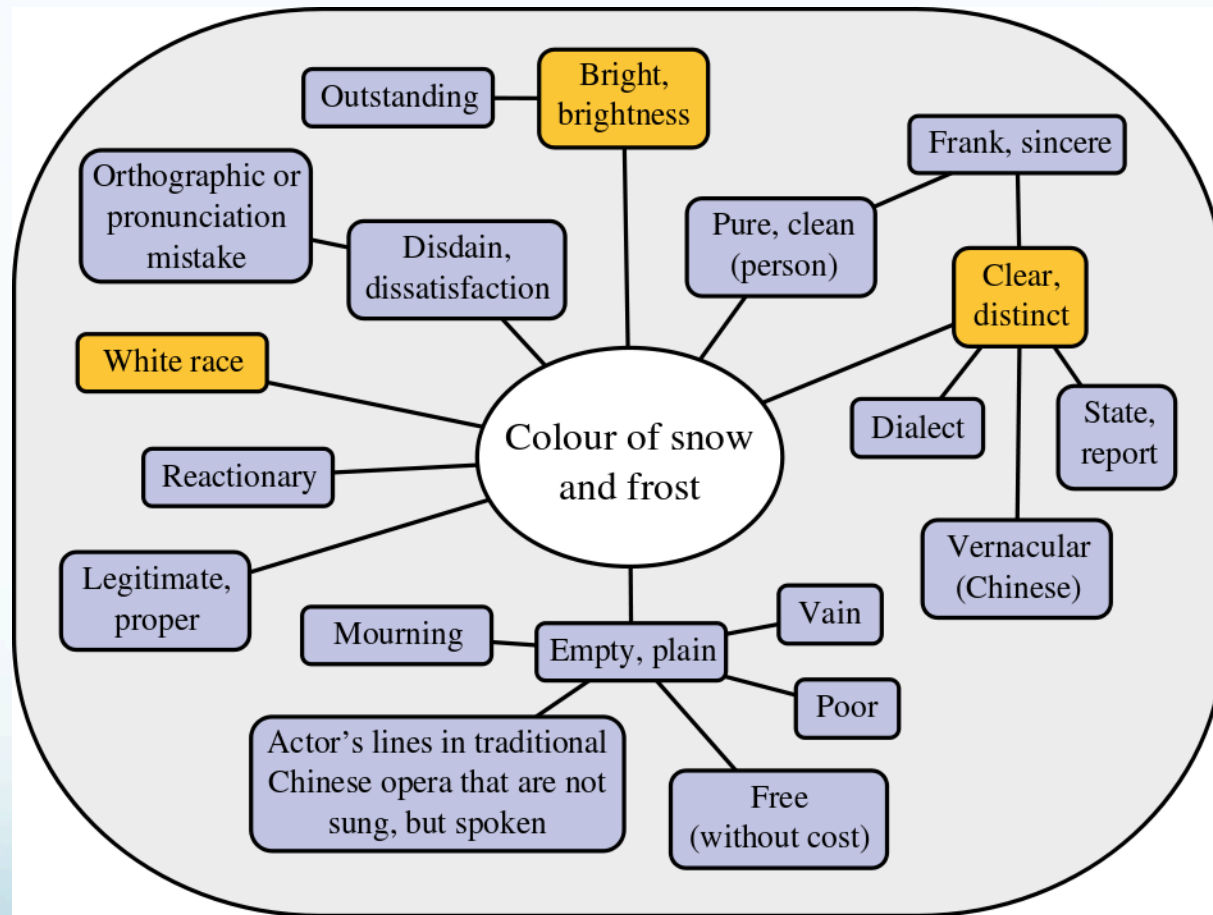 Outstanding
Bright,
brightness
Frank, sincere
Orthographic or
pronunciation
mistake
Disdain,
dissatisfaction
Pure, clean
(person)
Clear,
distinct
White race
Colour of snow
and frost
Dialect
State,
report
Reactionary
Vernacular
(Chinese)
Legitimate,
proper
Mourning
Empty, plain
Vain
Poor
Actor’s lines in traditional
Chinese opera that are not
sung, but spoken
Free
(without cost)